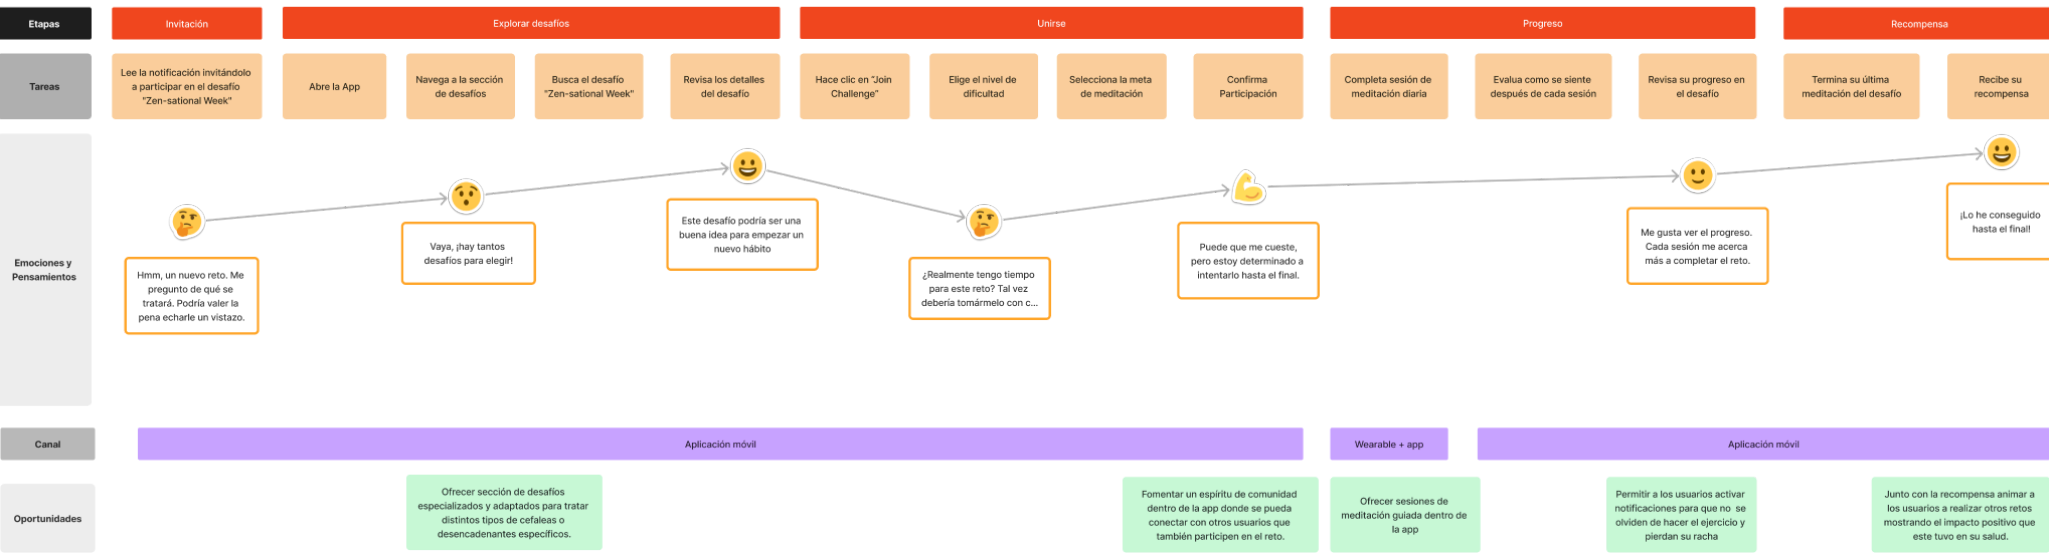 Etapas
Invitación
Explorar desafíos
Unirse
Progreso
Recompensa
Tareas
Lee la notificación invitándolo
a participar en el desafío
"Zen-sational Week"
Abre la App
Navega a la sección
de desafíos
Busca el desafío
"Zen-sational Week"
Revisa los detalles
del desafío
Hace clic en "Join
Challenge"
Elige el nivel de
dificultad
Selecciona la meta
de meditación
Confirma
Participación
Completa sesión de
meditación diaria
Evalua como se siente
después de cada sesión
Revisa su progreso en
el desafío
Termina su última
meditación del desafío
Recibe su
recompensa
Emociones y
Pensamientos
Hmm, un nuevo reto. Me
pregunto de qué se
tratará. Podría valer la
pena echarle un vistazo.
Vaya, ¡hay tantos
desafíos para elegir!
Este desafío podría ser una
buena idea para empezar un
nuevo hábito
¿Realmente tengo tiempo
para este reto? Tal vez
debería tomármelo con c...
Puede que me cueste,
pero estoy determinado a
intentarlo hasta el final.
Me gusta ver el progreso.
Cada sesión me acerca
más a completar el reto.
¡Lo he conseguido
hasta el final!
Canal
Aplicación móvil
Wearable + app
Aplicación móvil
Oportunidades
Ofrecer sección de desafíos
especializados y adaptados para tratar
distintos tipos de cefaleas o
desencadenantes específicos.
Fomentar un espíritu de comunidad
dentro de la app donde se pueda
conectar con otros usuarios que
también participen en el reto.
Ofrecer sesiones de
meditación guiada dentro de
la app
Permitir a los usuarios activar
notificaciones para que no se
olviden de hacer el ejercicio y
pierdan su racha
Junto con la recompensa animar a
los usuarios a realizar otros retos
mostrando el impacto positivo que
este tuvo en su salud.